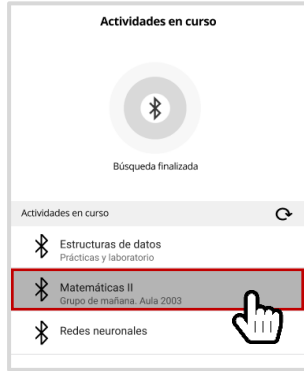 Actividades en curso
Búsqueda finalizada
Actividades en curso
Estructuras de datos
Prácticas y laboratorio
Matemáticas II
Grupo de mañana. Aula 2003
Redes neuronales